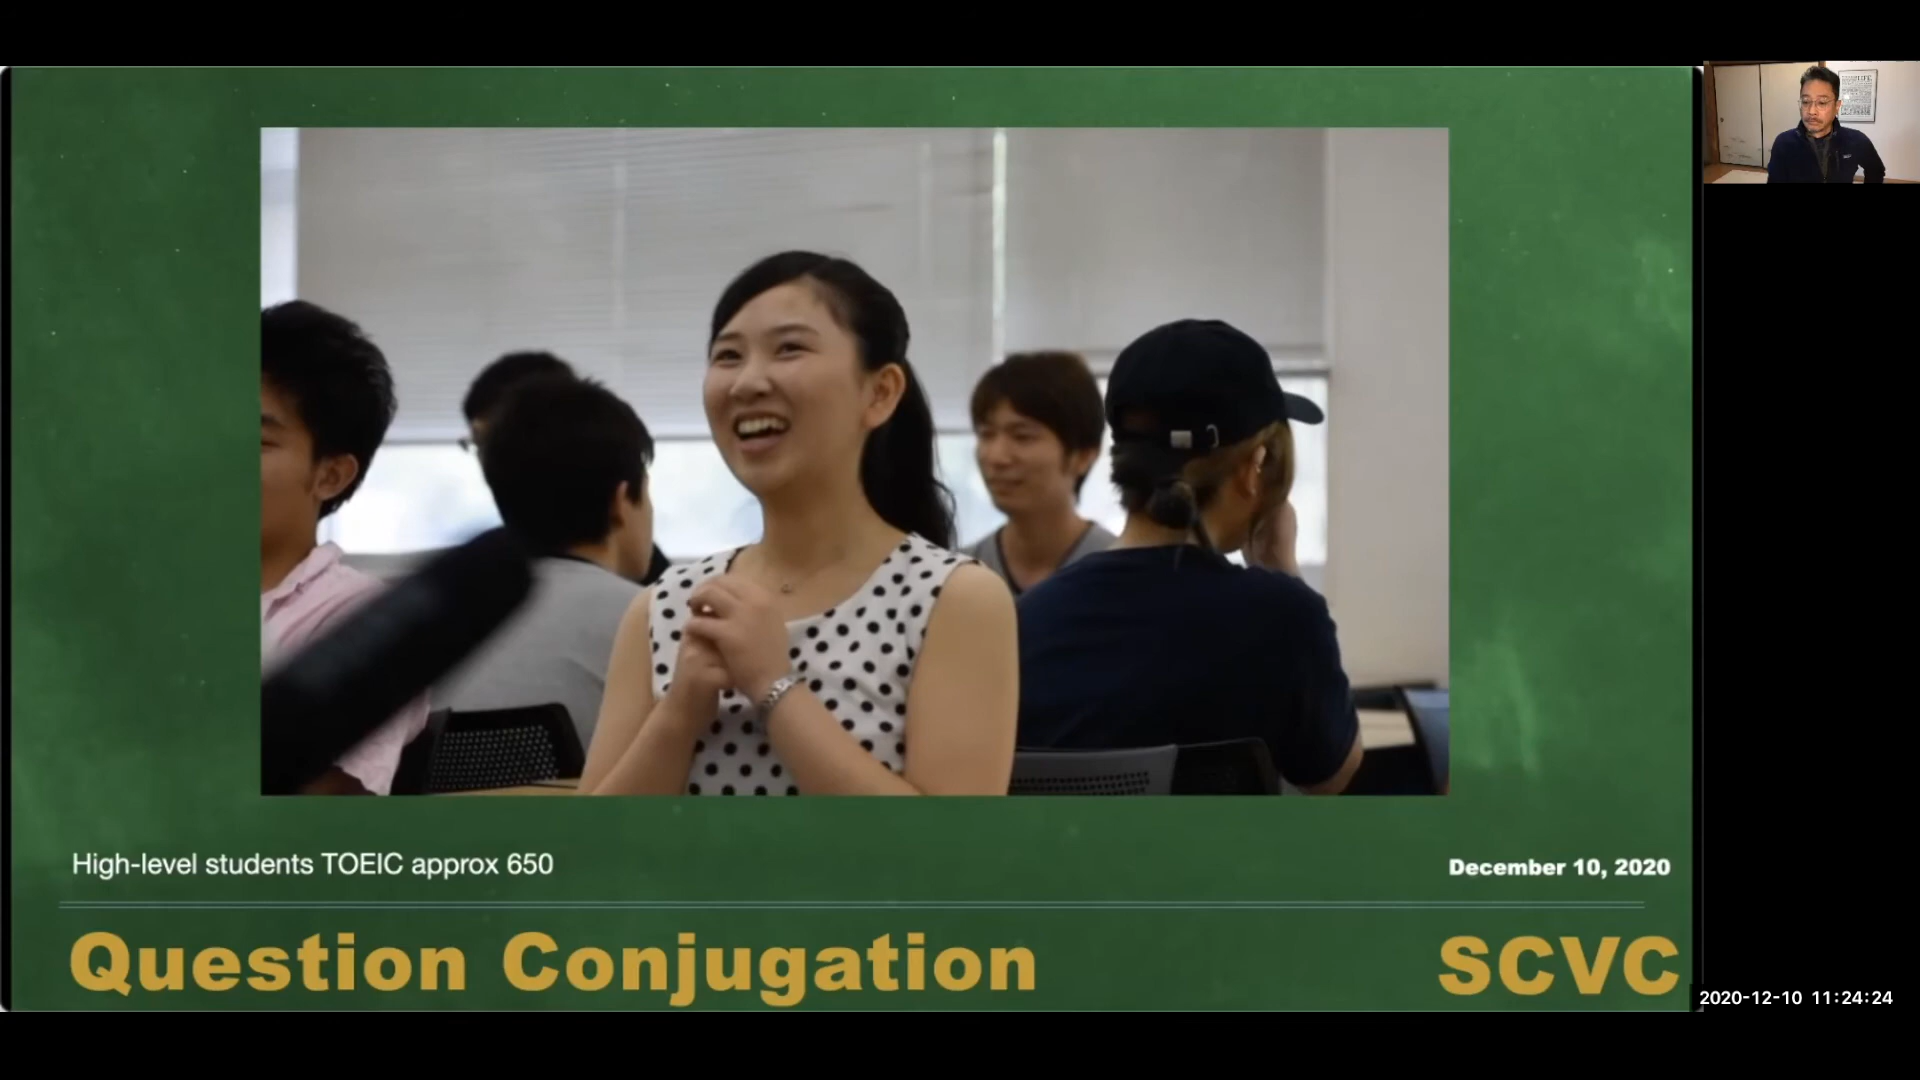 High-level students TOEIC approx 650
December 10, 2020
Question Conjugation
SCVC
2020-12-10 11:24:24